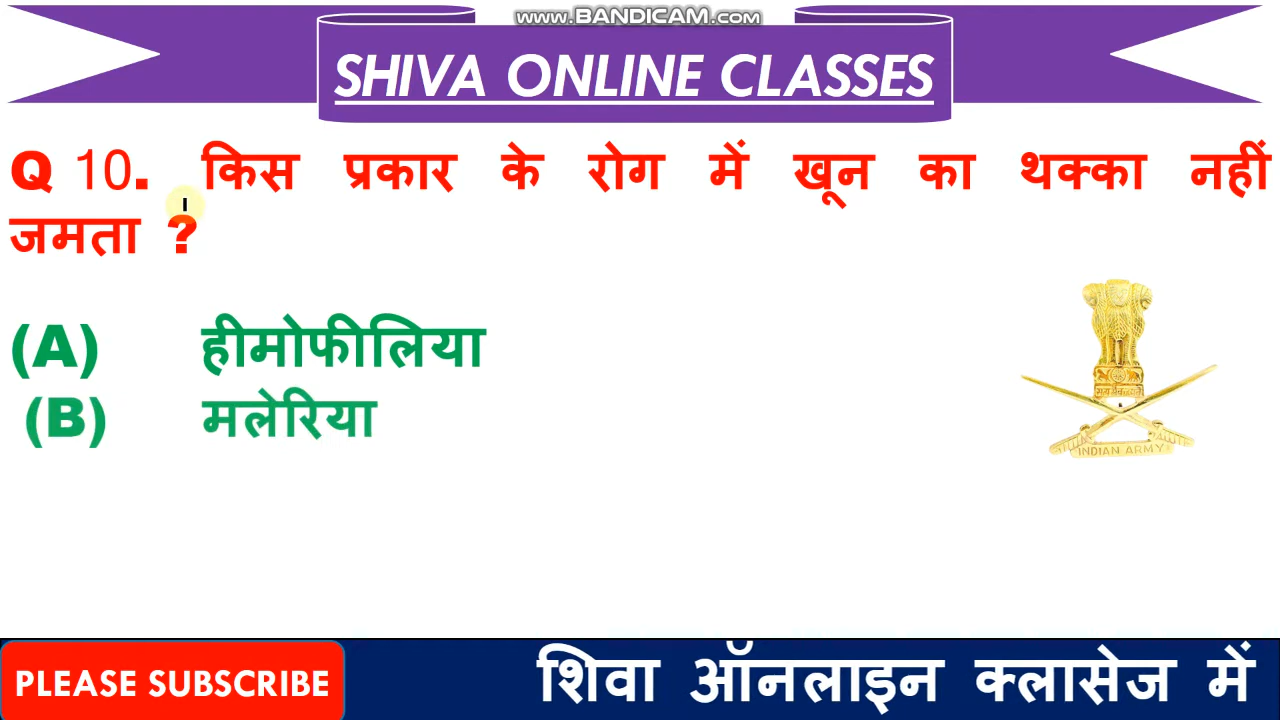 www.BANDICAM.com
SHIVA ONLINE CLASSES
Q 10. किस प्रकार के रोग में खून का थक्का नहीं
जमता ?
(A) हीमोफीलिया
(B) मलेरिया
INDIAN ARMY
PLEASE SUBSCRIBE
शिवा ऑनलाइन क्लासेज में